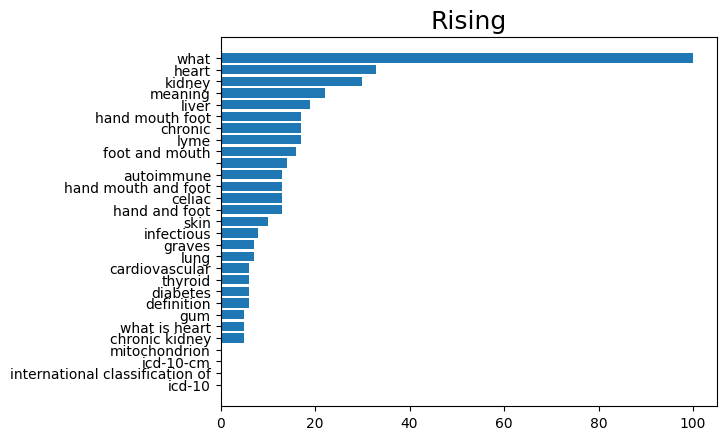 Rising
what
heart
kidney
meaning
liver
hand mouth foot
chronic
lyme
foot and mouth
autoimmune
hand mouth and foot
celiac
hand and foot
skin
infectious
graves
lung
cardiovascular
thyroid
diabetes
definition
gum
what is heart
chronic kidney
mitochondrion
icd-10-cm
international classification of
icd-10
0 20 40 60 80 100